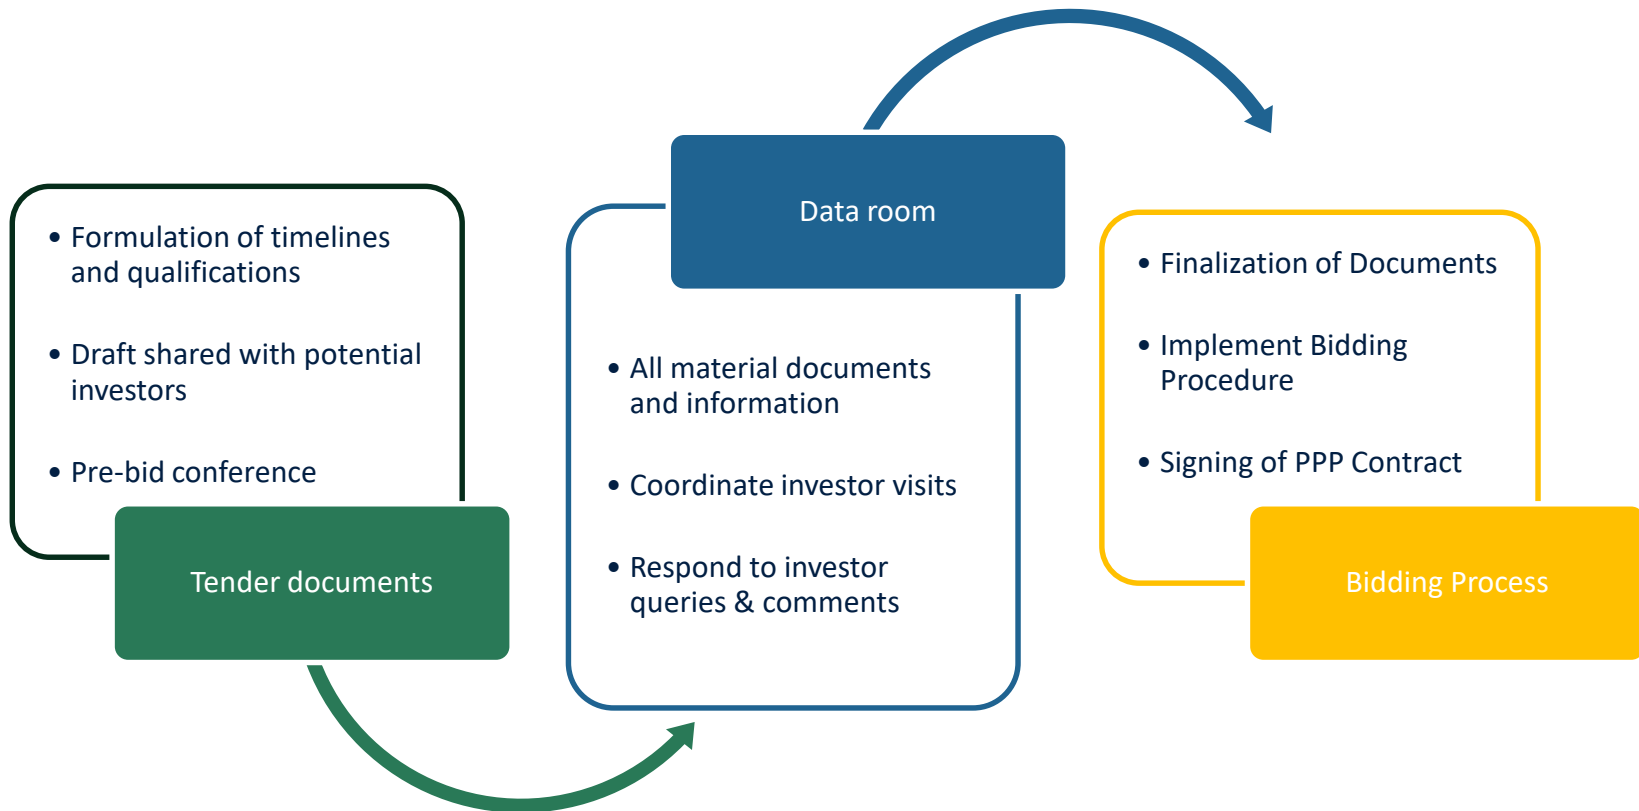 • Formulation of timelines
and qualifications
• Draft shared with potential
investors
• Pre-bid conference
Tender documents
Data room
• All material documents
and information
• Coordinate investor visits
• Respond to investor
queries & comments
• Finalization of Documents
• Implement Bidding
Procedure
• Signing of PPP Contract
Bidding Process